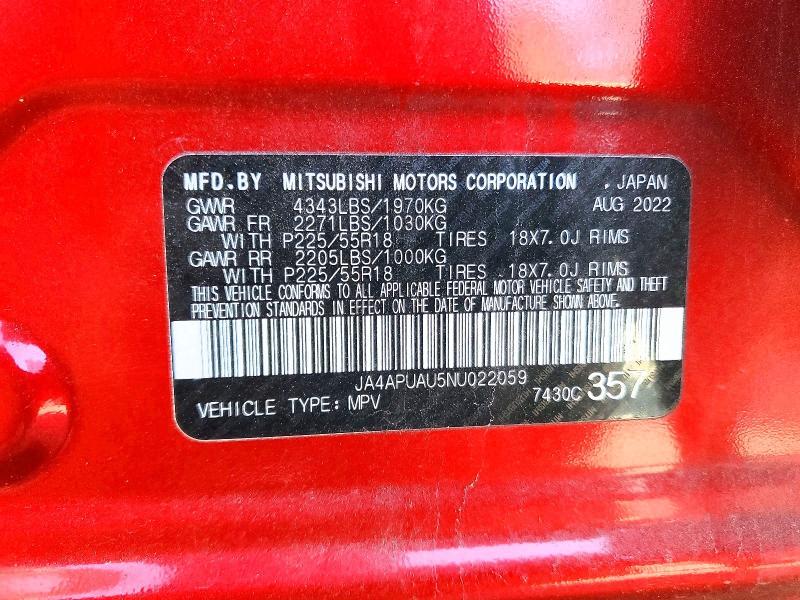 MFD.BY MITSUBISHI MOTORS CORPORATION . JAPAN
GWWR 4343LBS/1970KG AUG 2022
GAWR FR 2271LBS/1030KG
WITH P225/55R18 TIRES 18X7.0J RIMS
GAWR RR 2205LBS/1000KG
WITH P225/55R18 TIRES 18X7.0J RIMS
THIS VEHICLE CONFORMS TO ALL APPLICABLE FEDERAL MOTOR VEHICLE SAFETY AND THEFT
PREVENTION STANDARDS IN EFFECT ON THE DATE OF MANUFACTURE SHOWN ABOVE.
JA4APUAU5NU022059
VEHICLE TYPE: MPV 7430C 357